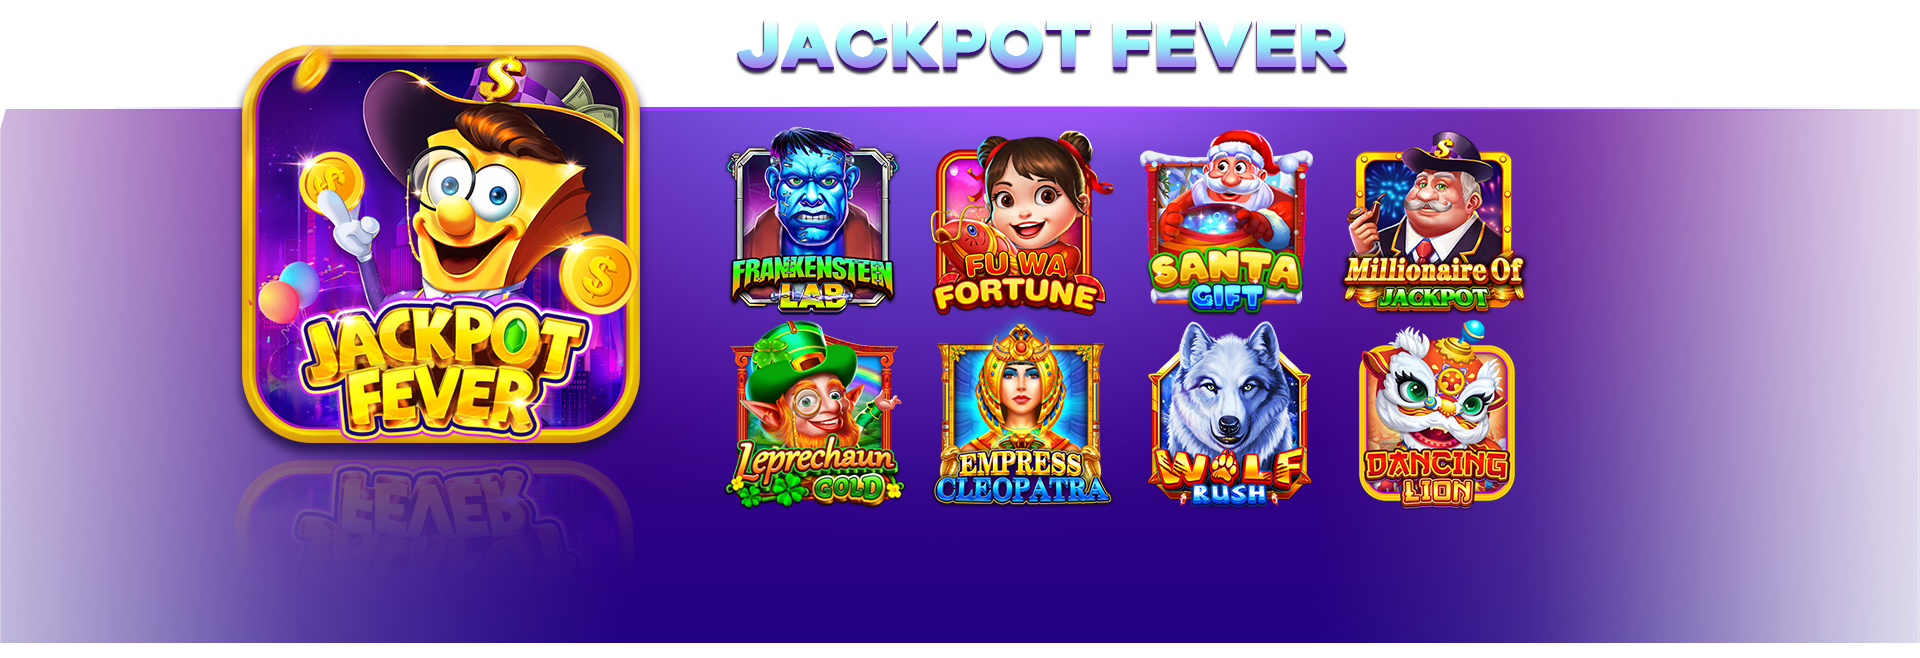 JACKPOT FEVER
$
$
$
JACKPOT
FEVER
FRANKENSTEIN
LAB
FU WA
FORTUNE
SANTA
GIFT
$
Millionaire Of
JACKPOT
Leprechaun
GOLD
EMPRESS
CLEOPATRA
WOLF
RUSH
DANCING
LION